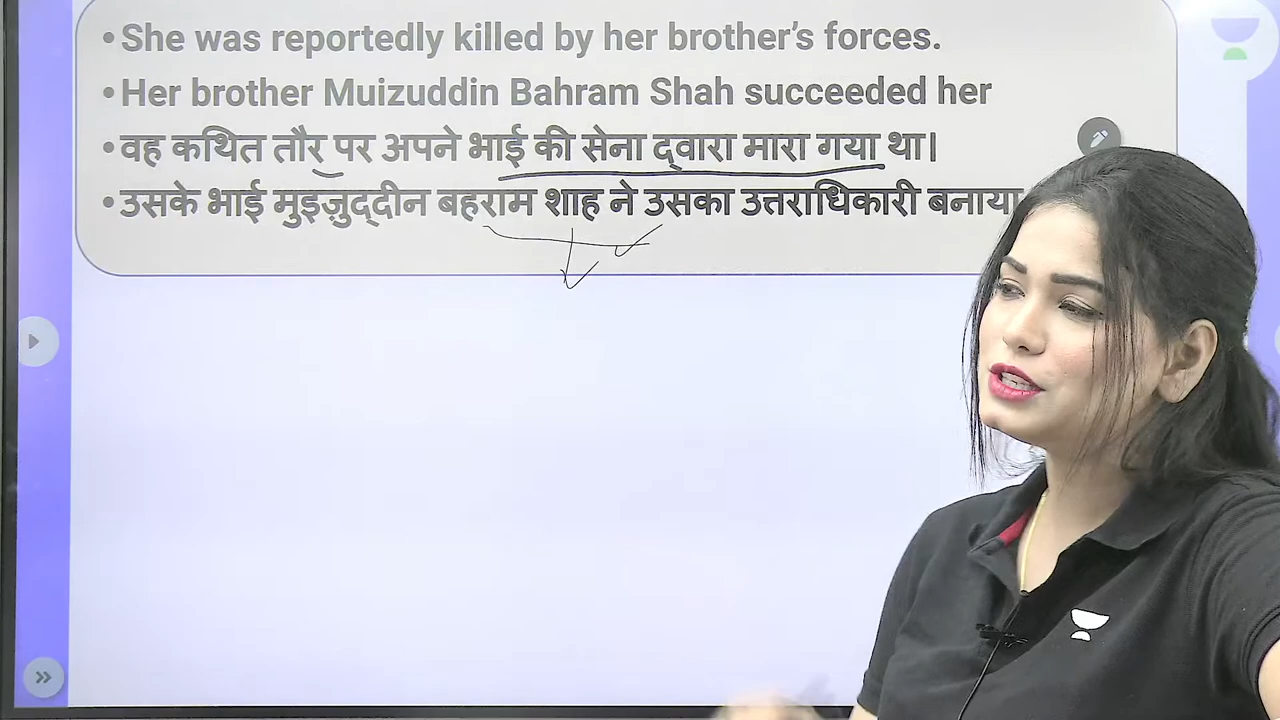 •She was reportedly killed by her brother’s forces.
•Her brother Muizuddin Bahram Shah succeeded her
•वह कथित तौर पर अपने भाई की सेना द्वारा मारा गया था।
•उसके भाई मुइज़ुद्दीन बहराम शाह ने उसका उत्तराधिकारी बनाया